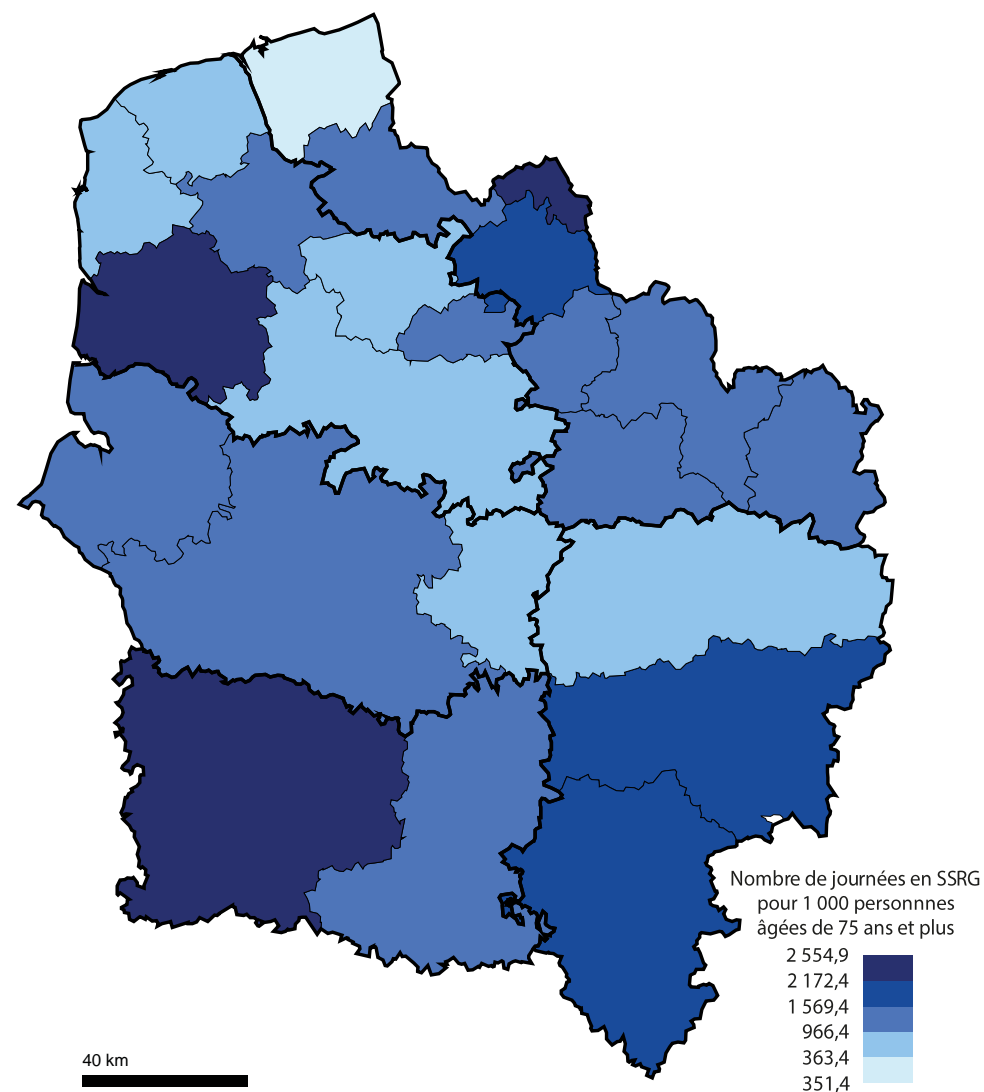 Nombre de journées en SSRG
pour 1 000 personnnes
âgées de 75 ans et plus
2 554,9
2 172,4
1 569,4
966,4
363,4
351,4
40 km